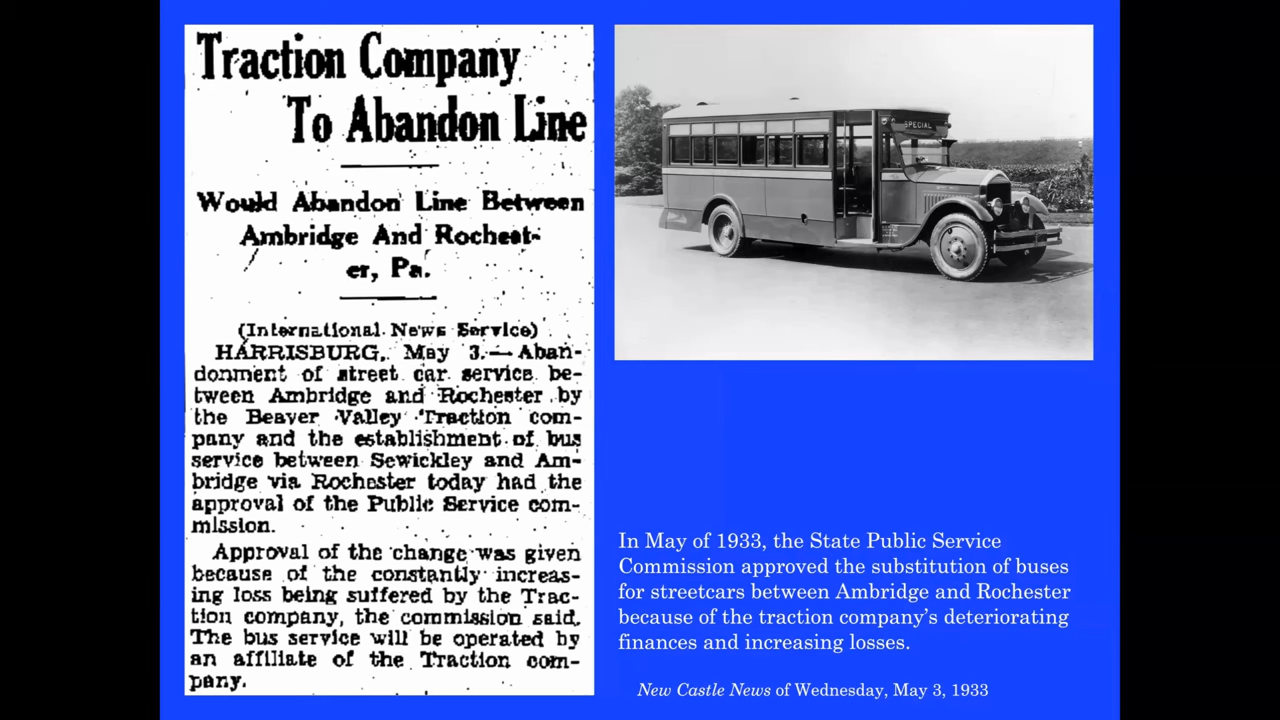 Traction Company
To Abandon Line
Would Abandon Line Between
Ambridge And Rochest-
er, Pa.
(International News Service)
HARRISBURG, May 3.—Aban-
donment of street car service be-
tween Ambridge and Rochester by
the Beaver Valley Traction com-
pany and the establishment of bus
service between Sewickley and Am-
bridge via Rochester today had the
approval of the Public Service com-
mission.
Approval of the change was given
because of the constantly increas-
ing loss being suffered by the Trac-
tion company, the commission said.
The bus service will be operated by
an affiliate of the Traction com-
pany.
SPECIAL
In May of 1933, the State Public Service
Commission approved the substitution of buses
for streetcars between Ambridge and Rochester
because of the traction company’s deteriorating
finances and increasing losses.
New Castle News of Wednesday, May 3, 1933